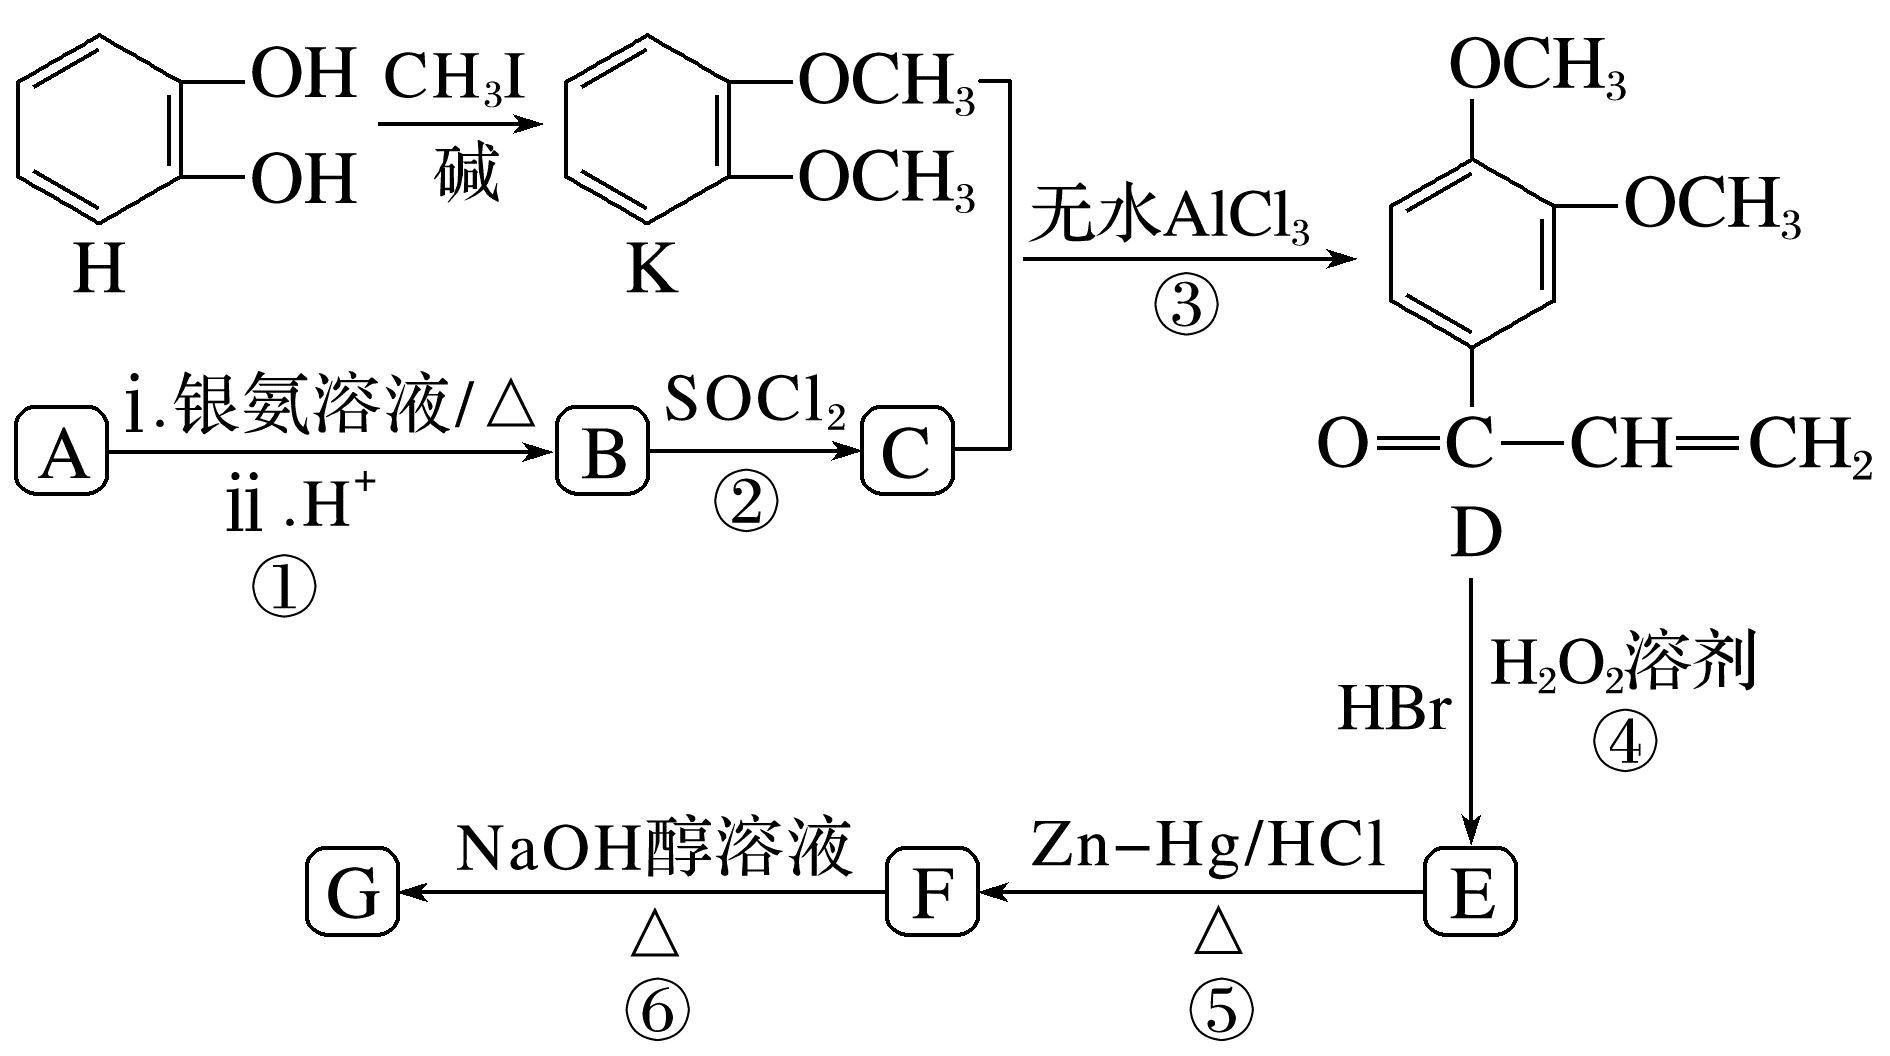 OH
OH
H
CH₃I
碱
OCH₃
OCH₃
K
无水AlCl₃
③
OCH₃
OCH₃
O=C—CH=CH₂
D
A
ⅰ.银氨溶液/△
ⅱ.H⁺
①
B
SOCl₂
②
C
HBr
H₂O₂溶剂
④
G
NaOH醇溶液
△
⑥
F
Zn-Hg/HCl
△
⑤
E